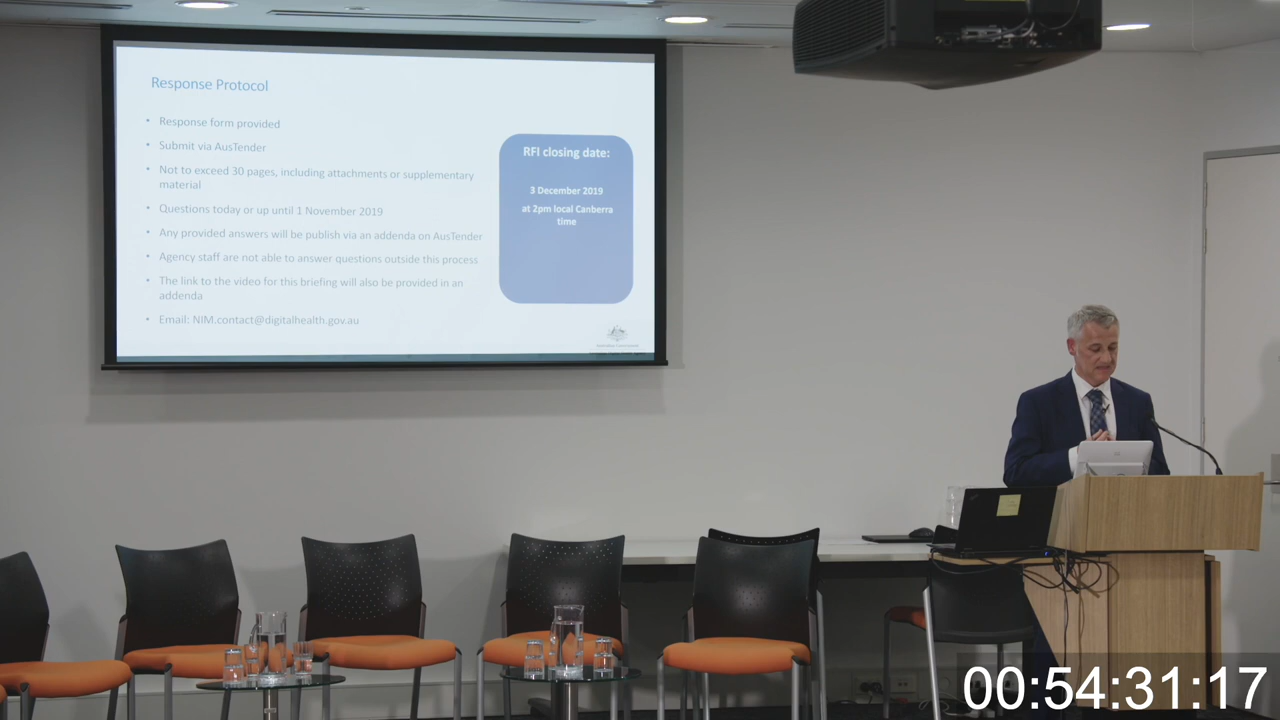 Response Protocol
• Response form provided
• Submit via AusTender
• Not to exceed 30 pages, including attachments or supplementary
material
• Questions today or up until 1 November 2019
• Any provided answers will be publish via an addenda on AusTender
• Agency staff are not able to answer questions outside this process
• The link to the video for this briefing will also be provided in an
addenda
• Email: NIM.contact@digitalhealth.gov.au
RFI closing date:
3 December 2019
at 2pm local Canberra
time
Australian Government
00:54:31:17